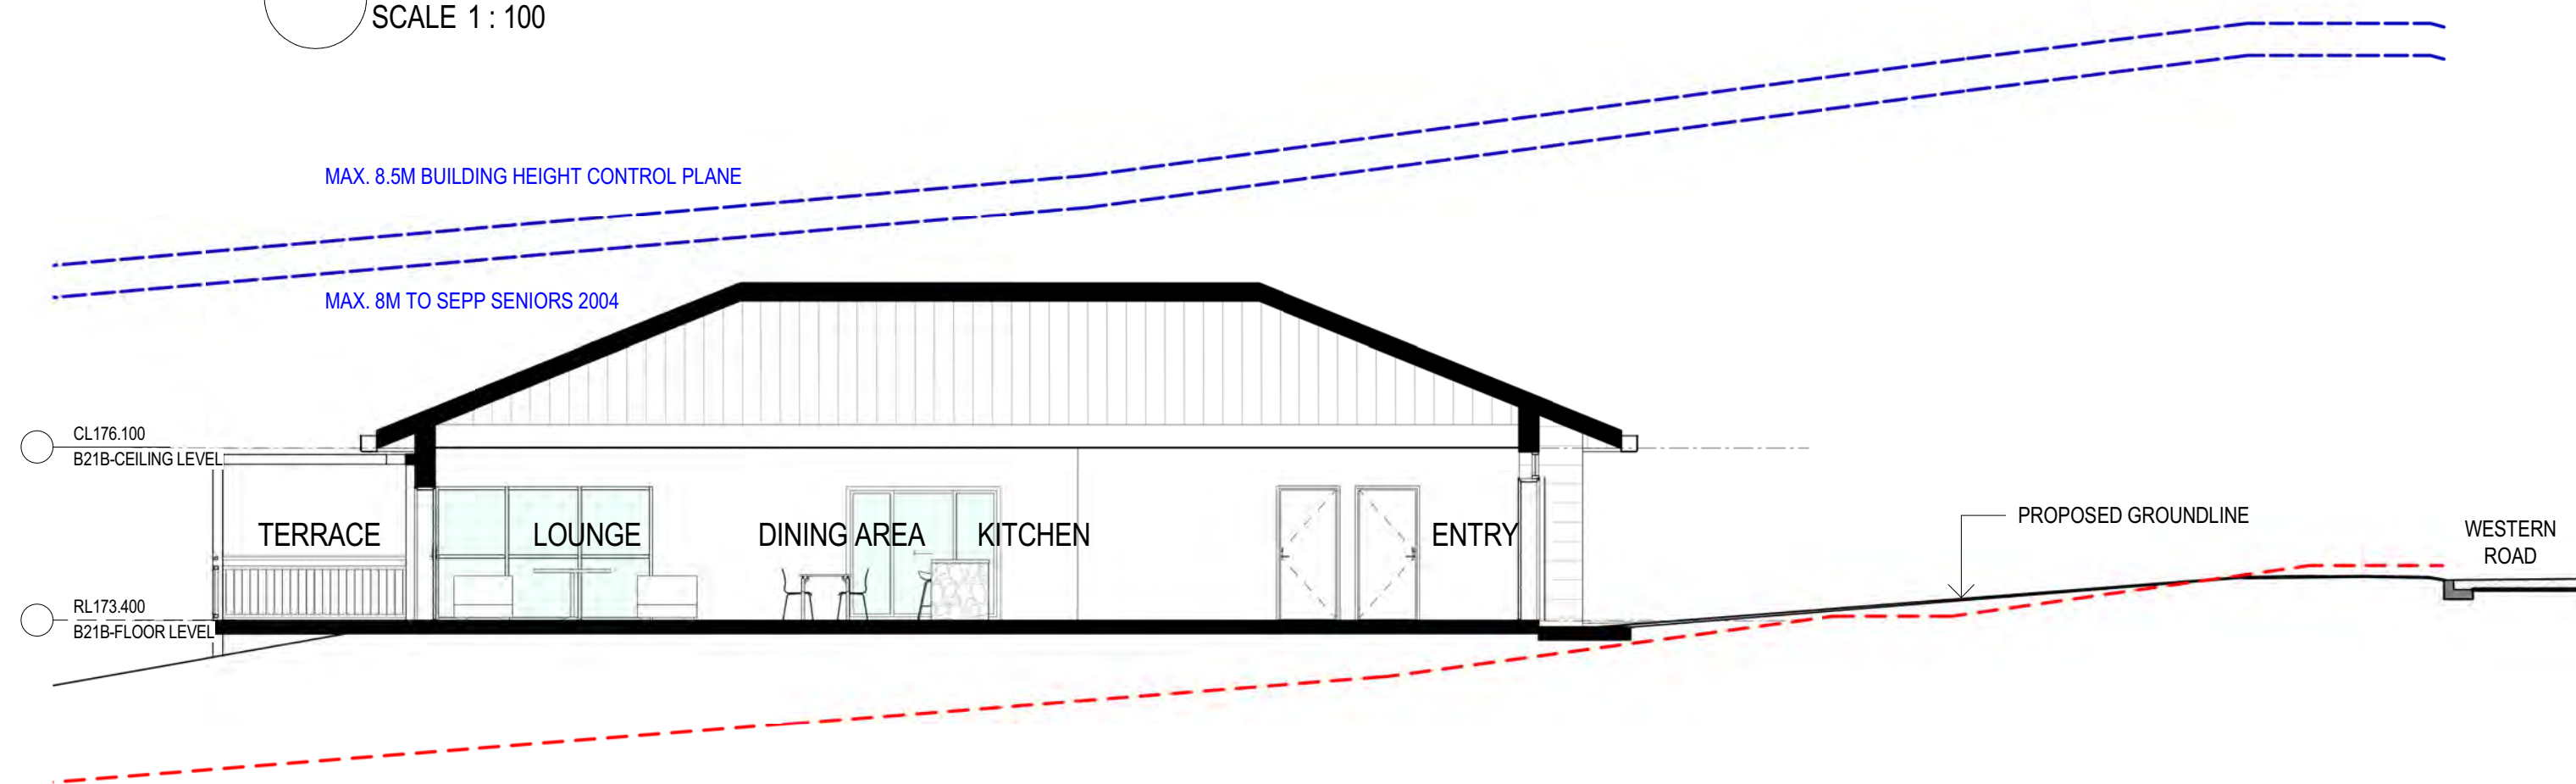 SCALE 1 : 100
MAX. 8.5M BUILDING HEIGHT CONTROL PLANE
MAX. 8M TO SEPP SENIORS 2004
CL176.100
B21B-CEILING LEVEL
TERRACE
LOUNGE
DINING AREA
KITCHEN
ENTRY
PROPOSED GROUNDLINE
WESTERN
ROAD
RL173.400
B21B-FLOOR LEVEL